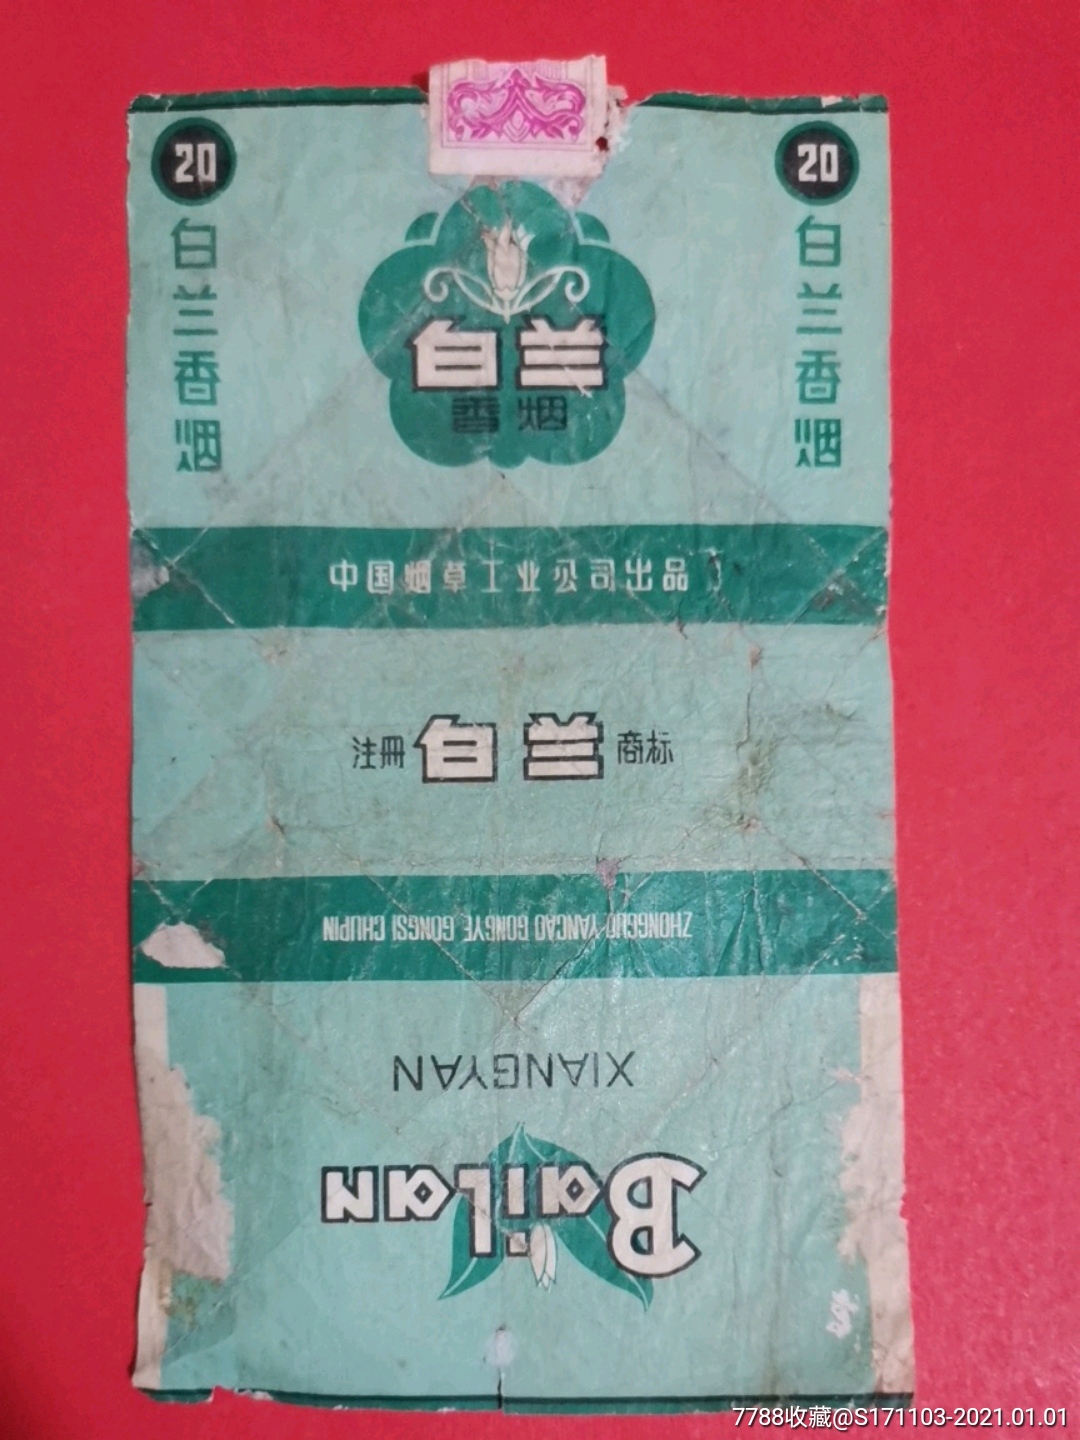 20
白兰香烟
20
白兰香烟
白兰
香烟
中国烟草工业公司出品
注册 白兰 商标
ZHONGGUO YANCAO GONGYE GONGSI CHUPIN
XIANGYAN
BaiLan
7788收藏@S171103-2021.01.01